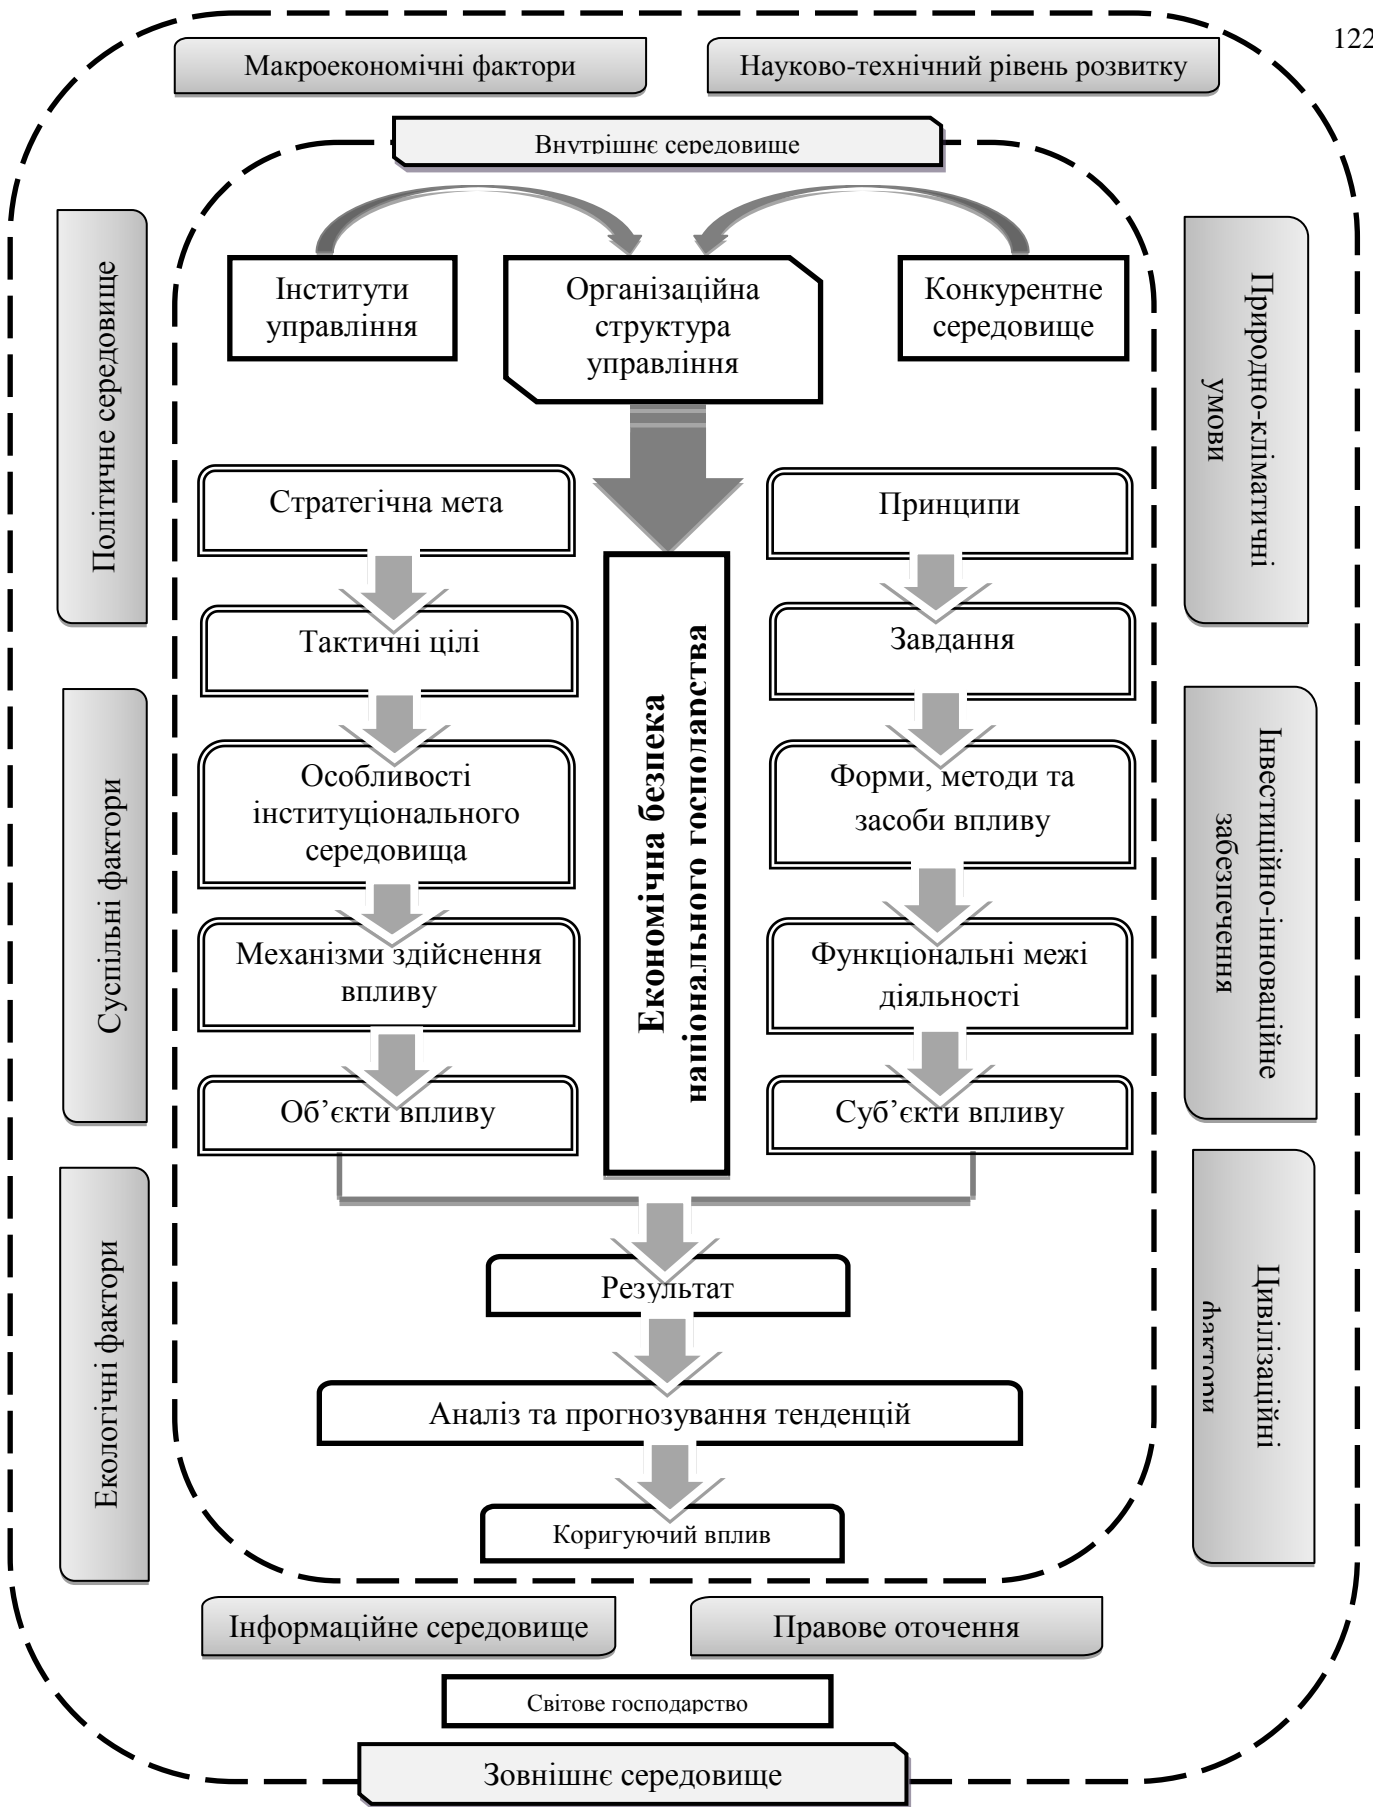 122
Макроекономічні фактори
Науково-технічний рівень розвитку
Внутрішнє середовище
Політичне середовище
Суспільні фактори
Екологічні фактори
Інститути
управління
Організаційна
структура
управління
Конкурентне
середовище
Стратегічна мета
Тактичні цілі
Особливості
інституціонального
середовища
Механізми здійснення
впливу
Об’єкти впливу
Економічна безпека
національного господарства
Принципи
Завдання
Форми, методи та
засоби впливу
Функціональні межі
діяльності
Суб’єкти впливу
Результат
Аналіз та прогнозування тенденцій
Коригуючий вплив
Природно-кліматичні
умови
Інвестиційно-інноваційне
забезпечення
Цивілізаційні
фактори
Інформаційне середовище
Правове оточення
Світове господарство
Зовнішнє середовище